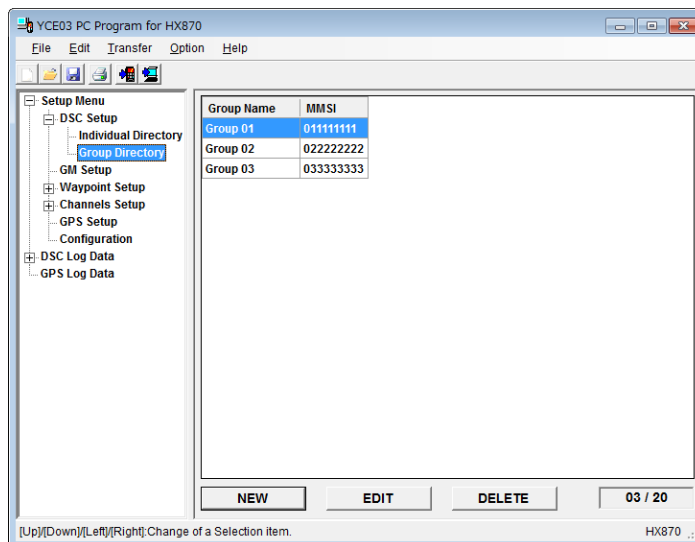 YCE03 PC Program for HX870
File Edit Transfer Option Help
Setup Menu
DSC Setup
Individual Directory
Group Directory
GM Setup
Waypoint Setup
Channels Setup
GPS Setup
Configuration
DSC Log Data
GPS Log Data
Group Name MMSI
Group 01 011111111
Group 02 022222222
Group 03 033333333
NEW EDIT DELETE 03 / 20
[Up]/[Down]/[Left]/[Right]:Change of a Selection item. HX870